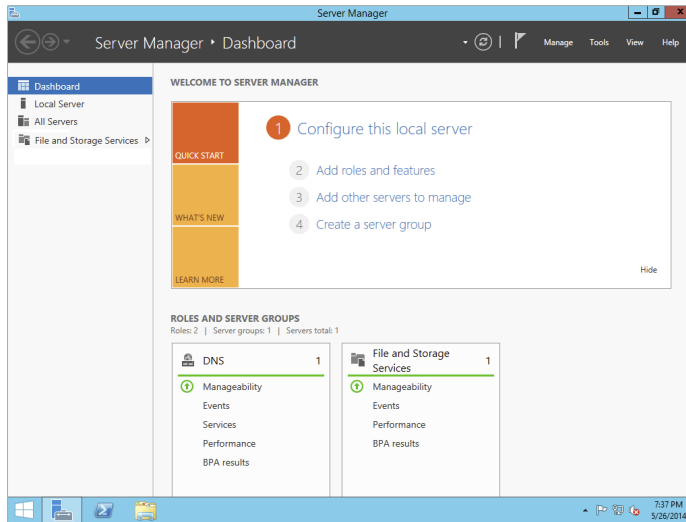 Server Manager
Server Manager ‣ Dashboard
Manage Tools View Help
Dashboard
Local Server
All Servers
File and Storage Services
WELCOME TO SERVER MANAGER
QUICK START
WHAT'S NEW
LEARN MORE
1 Configure this local server
2 Add roles and features
3 Add other servers to manage
4 Create a server group
Hide
ROLES AND SERVER GROUPS
Roles: 2 | Server groups: 1 | Servers total: 1
DNS 1
Manageability
Events
Services
Performance
BPA results
File and Storage
Services 1
Manageability
Events
Performance
BPA results
7:37 PM
5/26/2014